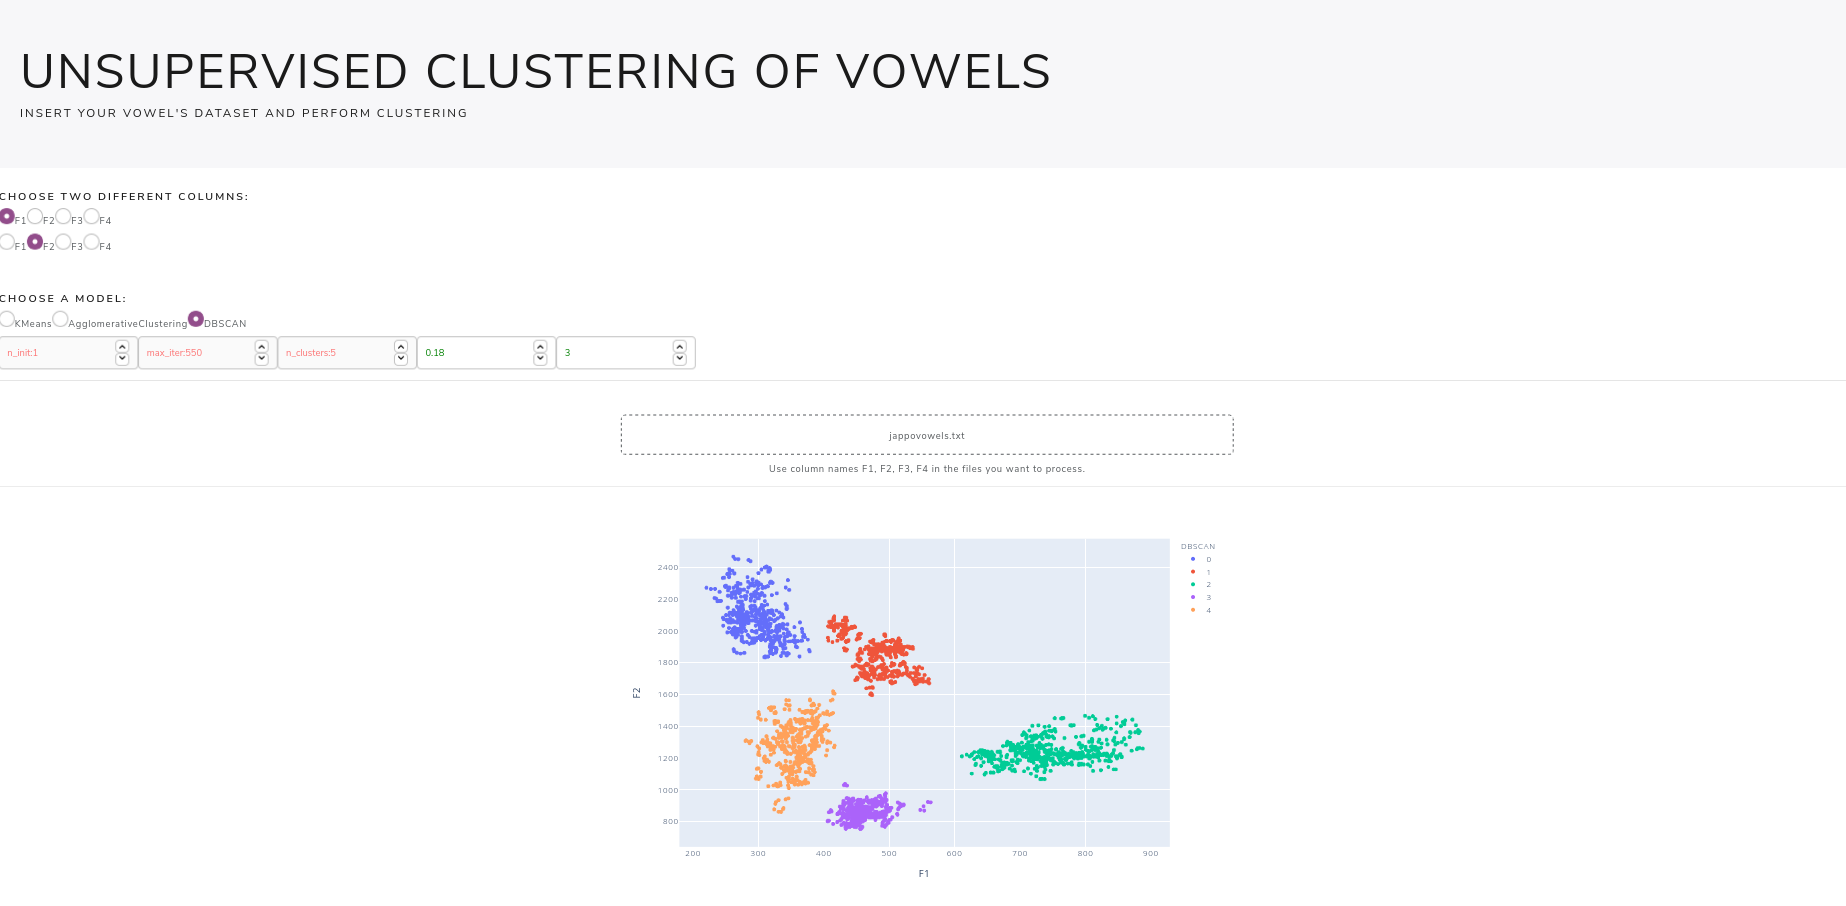 UNSUPERVISED CLUSTERING OF VOWELS
INSERT YOUR VOWEL'S DATASET AND PERFORM CLUSTERING
CHOOSE TWO DIFFERENT COLUMNS:
F1 F2 F3 F4
F1 F2 F3 F4
CHOOSE A MODEL:
KMeans AgglomerativeClustering DBSCAN
n_init:1 max_iter:550 n_clusters:5 0.18 3
jappovowels.txt
Use column names F1, F2, F3, F4 in the files you want to process.
DBSCAN
0
1
2
3
4
2400
2200
2000
1800
1600
1400
1200
1000
800
F2
200 300 400 500 600 700 800 900
F1